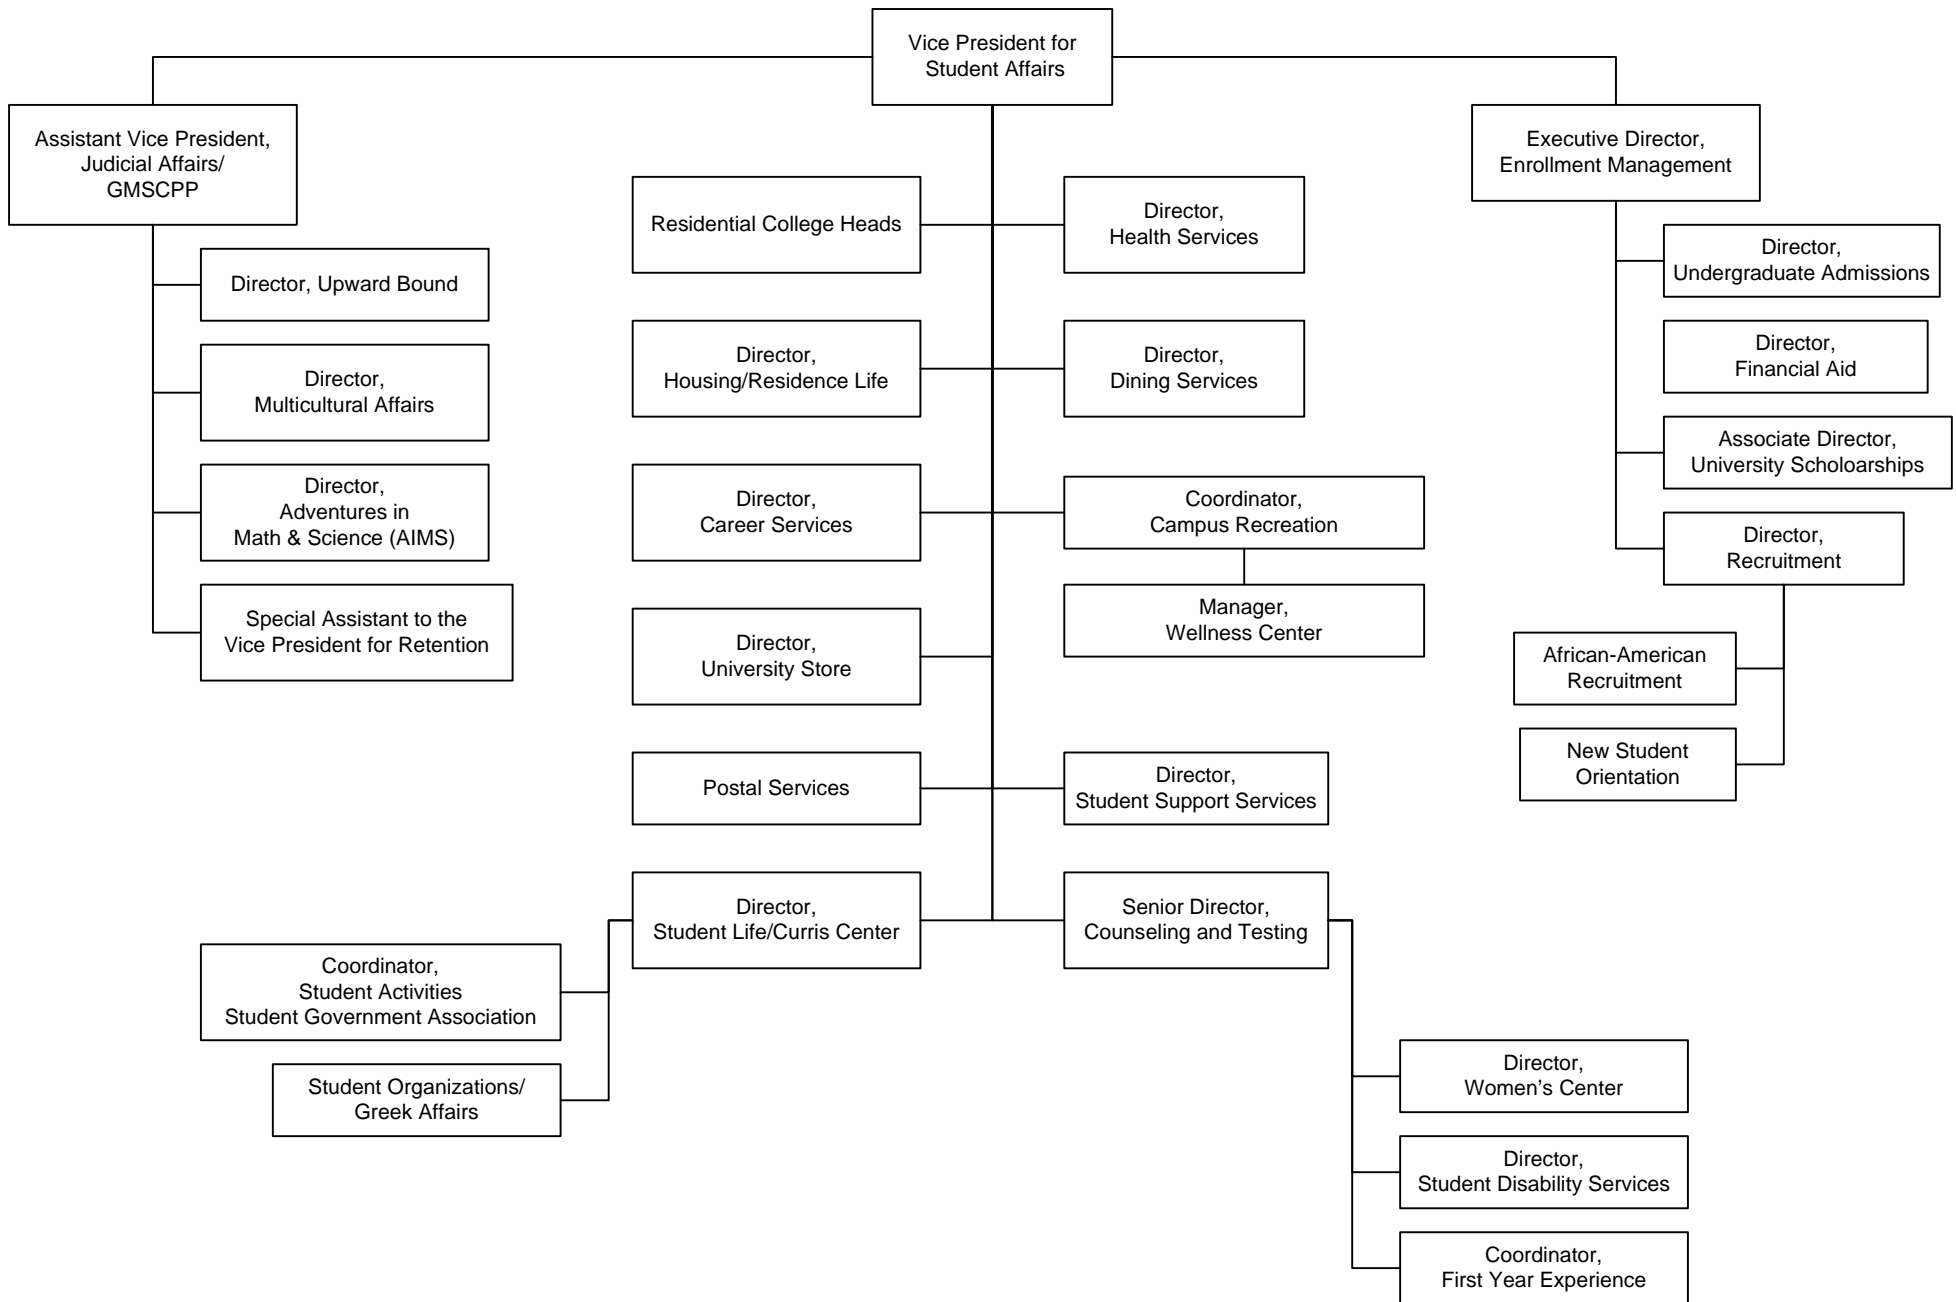 Vice President for
Student Affairs
Assistant Vice President,
Judicial Affairs/
GMSCPP
Executive Director,
Enrollment Management
Director, Upward Bound
Director,
Multicultural Affairs
Director,
Adventures in
Math & Science (AIMS)
Special Assistant to the
Vice President for Retention
Residential College Heads
Director,
Health Services
Director,
Housing/Residence Life
Director,
Dining Services
Director,
Career Services
Coordinator,
Campus Recreation
Manager,
Wellness Center
Director,
University Store
Postal Services
Director,
Student Support Services
Director,
Student Life/Curris Center
Senior Director,
Counseling and Testing
Coordinator,
Student Activities
Student Government Association
Student Organizations/
Greek Affairs
Director,
Women’s Center
Director,
Student Disability Services
Coordinator,
First Year Experience
Director,
Undergraduate Admissions
Director,
Financial Aid
Associate Director,
University Scholoarships
Director,
Recruitment
African-American
Recruitment
New Student
Orientation